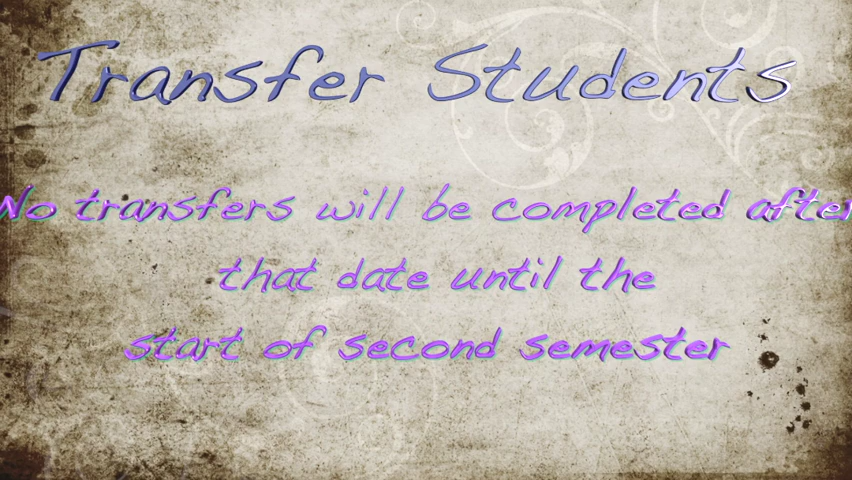 Transfer Students
No transfers will be completed after
that date until the
start of second semester